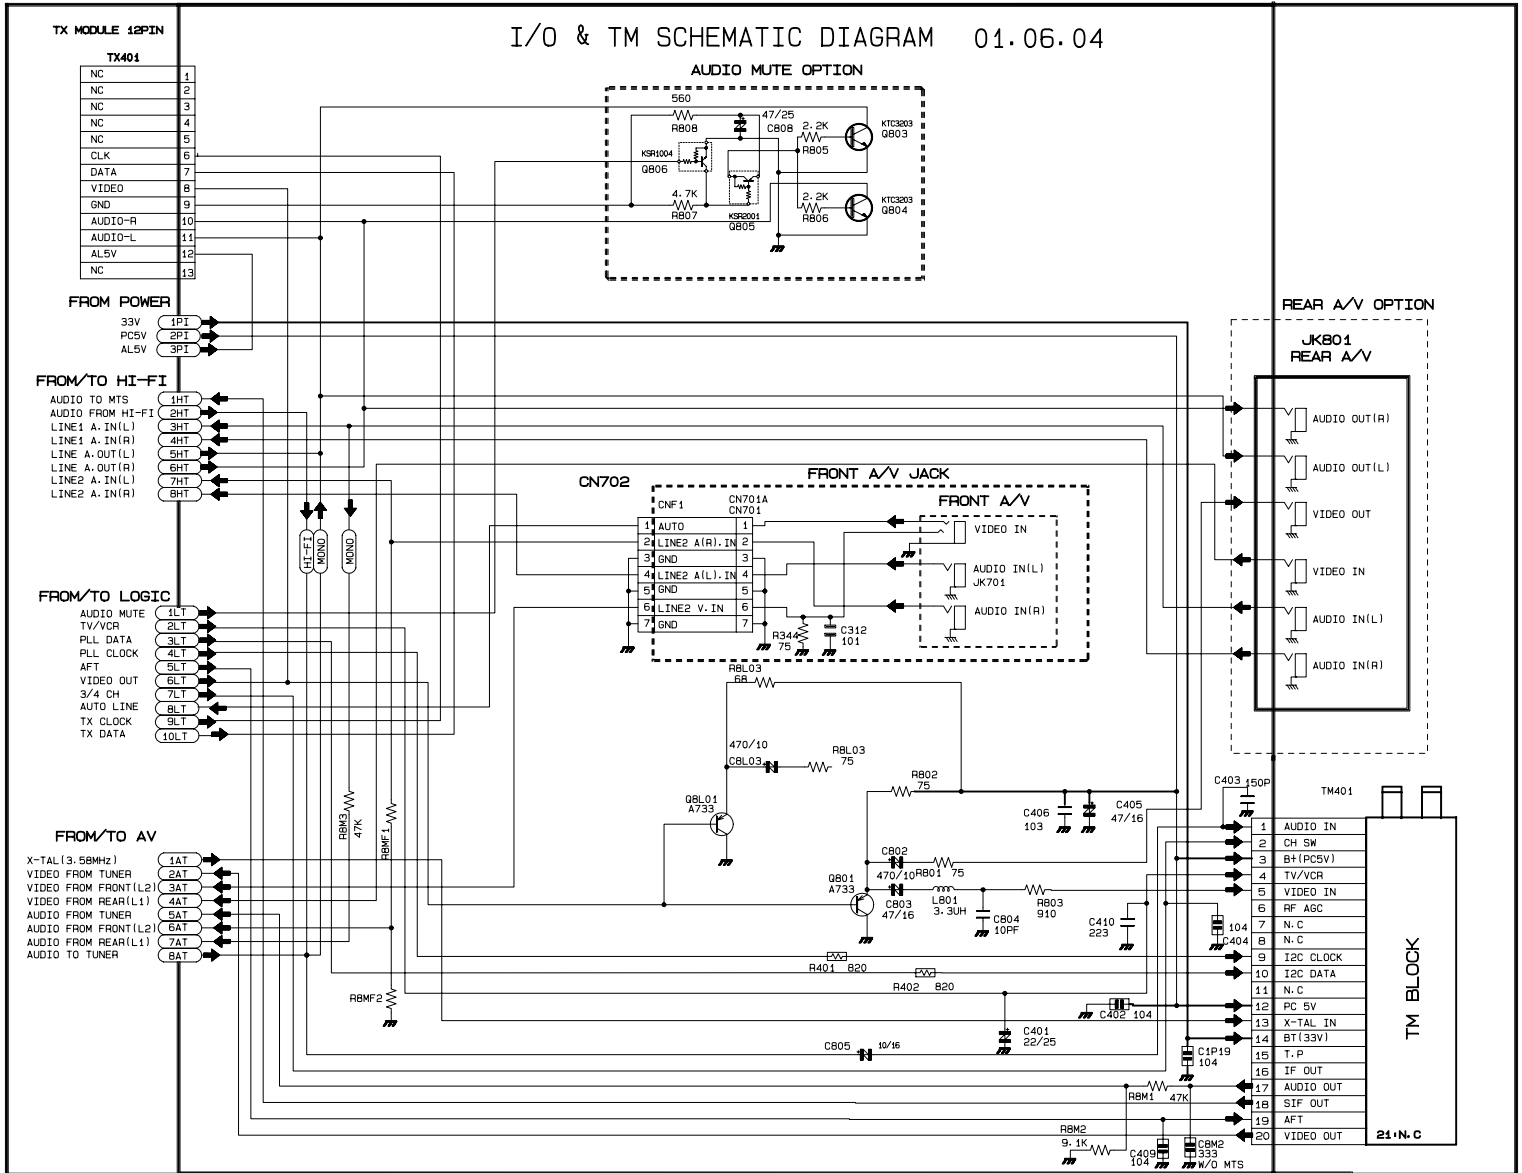 I/O & TM SCHEMATIC DIAGRAM 01.06.04
TX MODULE 12PIN
TX401
NC 1
NC 2
NC 3
NC 4
NC 5
CLK 6
DATA 7
VIDEO 8
GND 9
AUDIO-R 10
AUDIO-L 11
AL5V 12
NC 13
AUDIO MUTE OPTION
560
R808
47/25
C808
2.2K
R805
KTC3203
Q803
KSR1004
Q806
4.7K
R807
KSR2001
Q805
2.2K
R806
KTC3203
Q804
FROM POWER
33V 1PI
PC5V 2PI
AL5V 3PI
FROM/TO HI-FI
AUDIO TO MTS 1HT
AUDIO FROM HI-FI 2HT
LINE1 A.IN(L) 3HT
LINE1 A.IN(R) 4HT
LINE A.OUT(L) 5HT
LINE A.OUT(R) 6HT
LINE2 A.IN(L) 7HT
LINE2 A.IN(R) 8HT
HI-FI
MONO
MONO
REAR A/V OPTION
JK801
REAR A/V
AUDIO OUT(R)
AUDIO OUT(L)
VIDEO OUT
VIDEO IN
AUDIO IN(L)
AUDIO IN(R)
CN702
FRONT A/V JACK
CNF1
CN701A
CN701
1 AUTO 1
2 LINE2 A(R).IN 2
3 GND 3
4 LINE2 A(L).IN 4
5 GND 5
6 LINE2 V.IN 6
7 GND 7
FRONT A/V
VIDEO IN
AUDIO IN(L)
JK701
AUDIO IN(R)
R344
75
C312
101
FROM/TO LOGIC
AUDIO MUTE 1LT
TV/VCR 2LT
PLL DATA 3LT
PLL CLOCK 4LT
AFT 5LT
VIDEO OUT 6LT
3/4 CH 7LT
AUTO LINE 8LT
TX CLOCK 9LT
TX DATA 10LT
R8L03
68
470/10
C8L03
R8L03
75
Q8L01
A733
R802
75
C406
103
C405
47/16
C802
470/10
R801 75
Q801
A733
C803
47/16
L801
3.3UH
C804
10PF
R803
910
C410
223
R8M3
47K
R8MF1
R8MF2
FROM/TO AV
X-TAL(3.58MHz) 1AT
VIDEO FROM TUNER 2AT
VIDEO FROM FRONT(L2) 3AT
VIDEO FROM REAR(L1) 4AT
AUDIO FROM TUNER 5AT
AUDIO FROM FRONT(L2) 6AT
AUDIO FROM REAR(L1) 7AT
AUDIO TO TUNER 8AT
R401 820
R402 820
C402 104
C401
22/25
C805 10/16
C1P19
104
C403 150P
104
C404
R8M1 47K
R8M2
9.1K
C409
104
C8M2
333
W/O MTS
TM401
1 AUDIO IN
2 CH SW
3 B+(PC5V)
4 TV/VCR
5 VIDEO IN
6 RF AGC
7 N.C
8 N.C
9 I2C CLOCK
10 I2C DATA
11 N.C
12 PC 5V
13 X-TAL IN
14 BT(33V)
15 T.P
16 IF OUT
17 AUDIO OUT
18 SIF OUT
19 AFT
20 VIDEO OUT
TM BLOCK
21:N.C